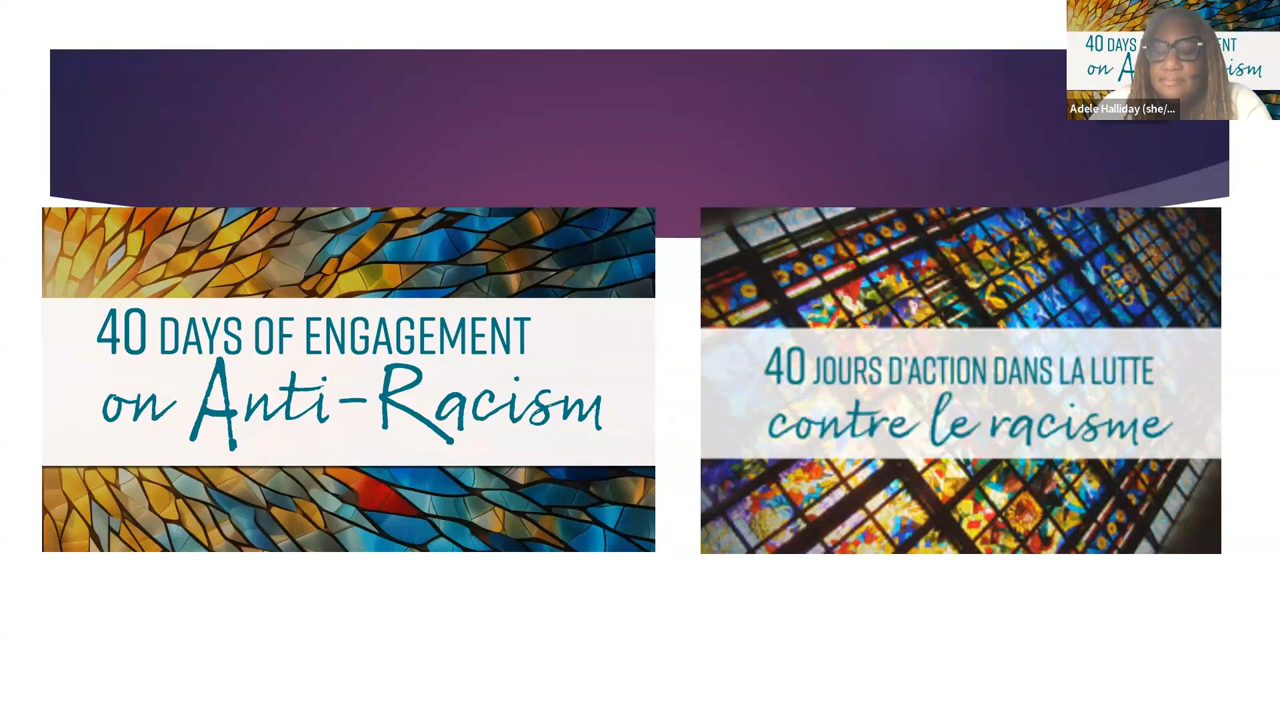 40 DAYS OF ENGAGEMENT
on Anti-Racism
40 JOURS D'ACTION DANS LA LUTTE
contre le racisme
40 DAYS
on
Adele Halliday (she/...